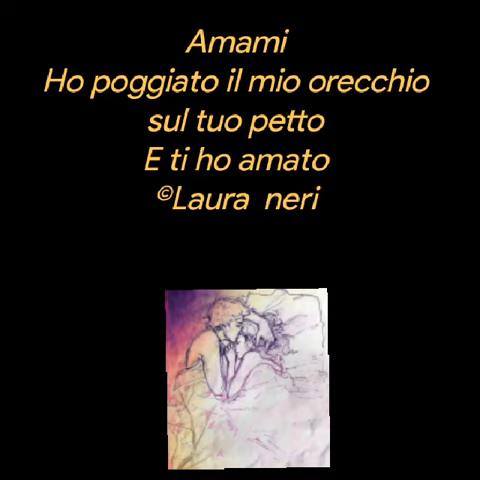 Amami
Ho poggiato il mio orecchio
sul tuo petto
E ti ho amato
©Laura neri